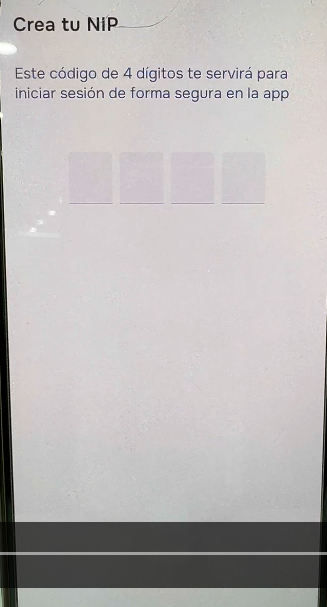 Crea tu NiP
Este código de 4 dígitos te servirá para
iniciar sesión de forma segura en la app